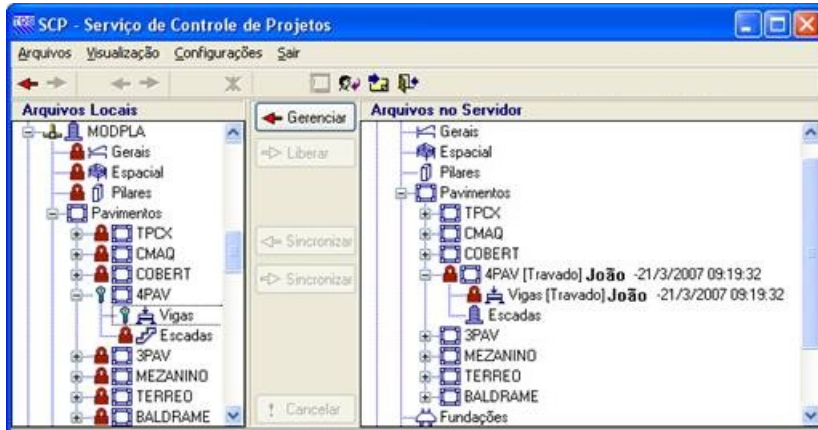 SCP - Serviço de Controle de Projetos
Arquivos Visualização Configurações Sair
Arquivos Locais
MODPLA
Gerais
Espacial
Pilares
Pavimentos
TPCX
CMAQ
COBERT
4PAV
Vigas
Escadas
3PAV
MEZANINO
TERREO
BALDRAME
Gerenciar
Liberar
Sincronizar
Sincronizar
Cancelar
Arquivos no Servidor
Gerais
Espacial
Pilares
Pavimentos
TPCX
CMAQ
COBERT
4PAV [Travado] João -21/3/2007 09:19:32
Vigas [Travado] João -21/3/2007 09:19:32
Escadas
3PAV
MEZANINO
TERREO
BALDRAME
Fundações